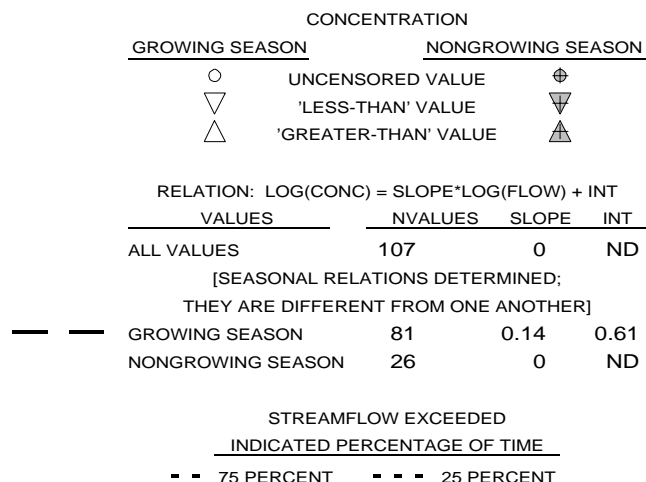 CONCENTRATION
GROWING SEASON NONGROWING SEASON
UNCENSORED VALUE
'LESS-THAN' VALUE
'GREATER-THAN' VALUE
RELATION: LOG(CONC) = SLOPE*LOG(FLOW) + INT
VALUES NVALUES SLOPE INT
ALL VALUES 107 0 ND
[SEASONAL RELATIONS DETERMINED;
THEY ARE DIFFERENT FROM ONE ANOTHER]
GROWING SEASON 81 0.14 0.61
NONGROWING SEASON 26 0 ND
STREAMFLOW EXCEEDED
INDICATED PERCENTAGE OF TIME
75 PERCENT 25 PERCENT